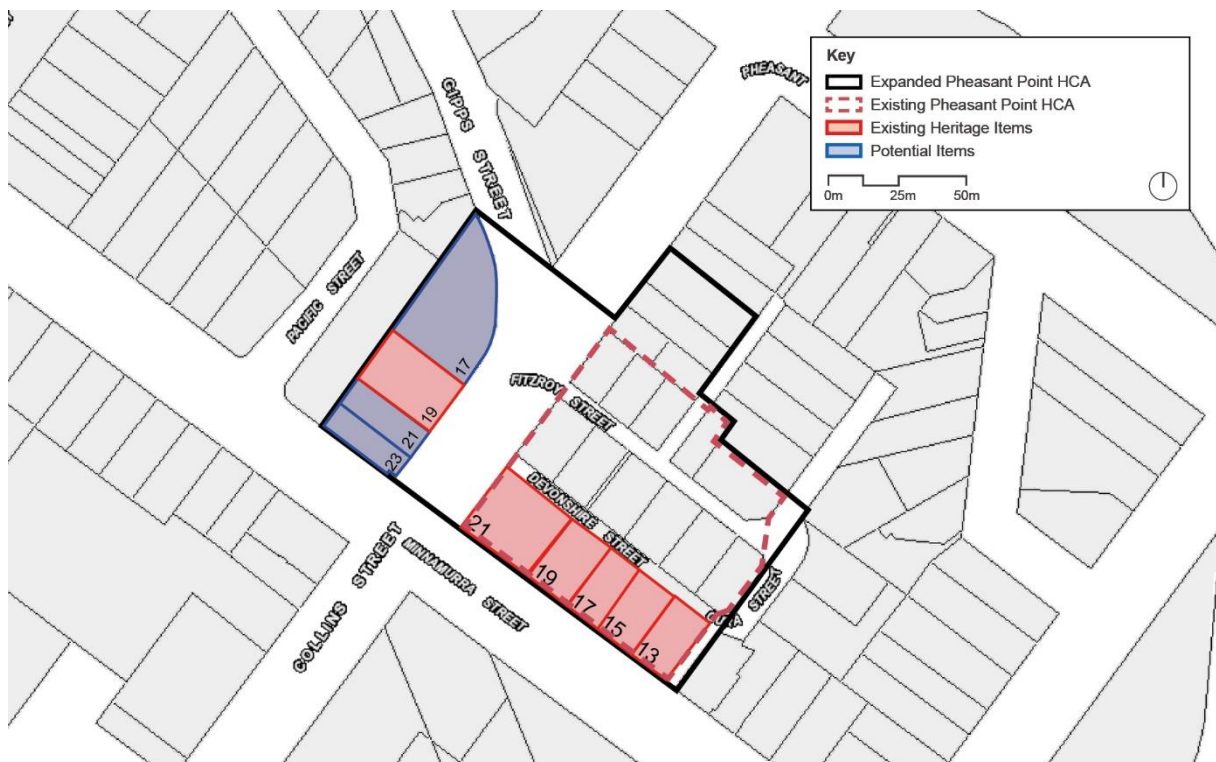 Key
Expanded Pheasant Point HCA
Existing Pheasant Point HCA
Existing Heritage Items
Potential Items
0m 25m 50m
PHEASANT
GIPPS STREET
PACIFIC STREET
17
19
21
23
FITZROY STREET
DEVONSHIRE STREET
21
19
17
15
13
STREET
COLLINS STREET
MINNAMURRA STREET